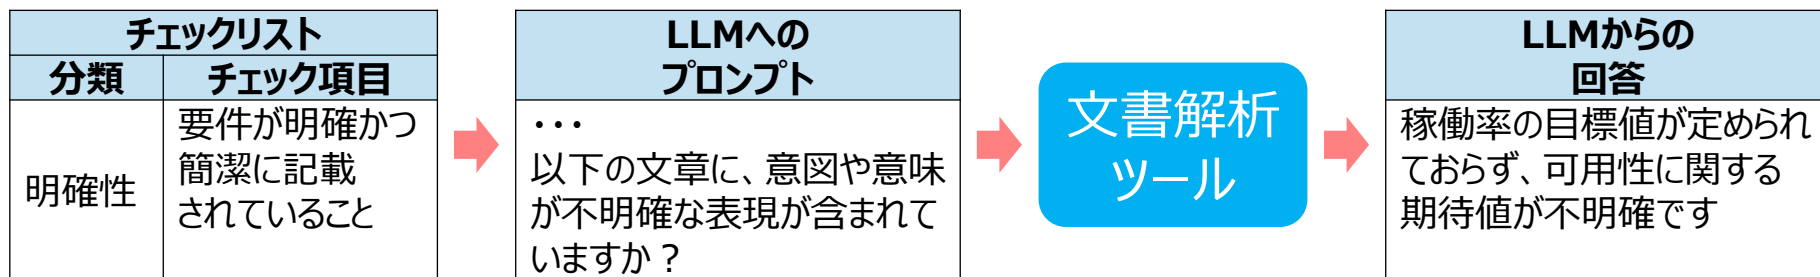 チェックリスト
分類
チェック項目
明確性
要件が明確かつ
簡潔に記載
されていること
LLMへの
プロンプト
・・・
以下の文章に、意図や意味
が不明確な表現が含まれて
いますか？
文書解析
ツール
LLMからの
回答
稼働率の目標値が定められ
ておらず、可用性に関する
期待値が不明確です